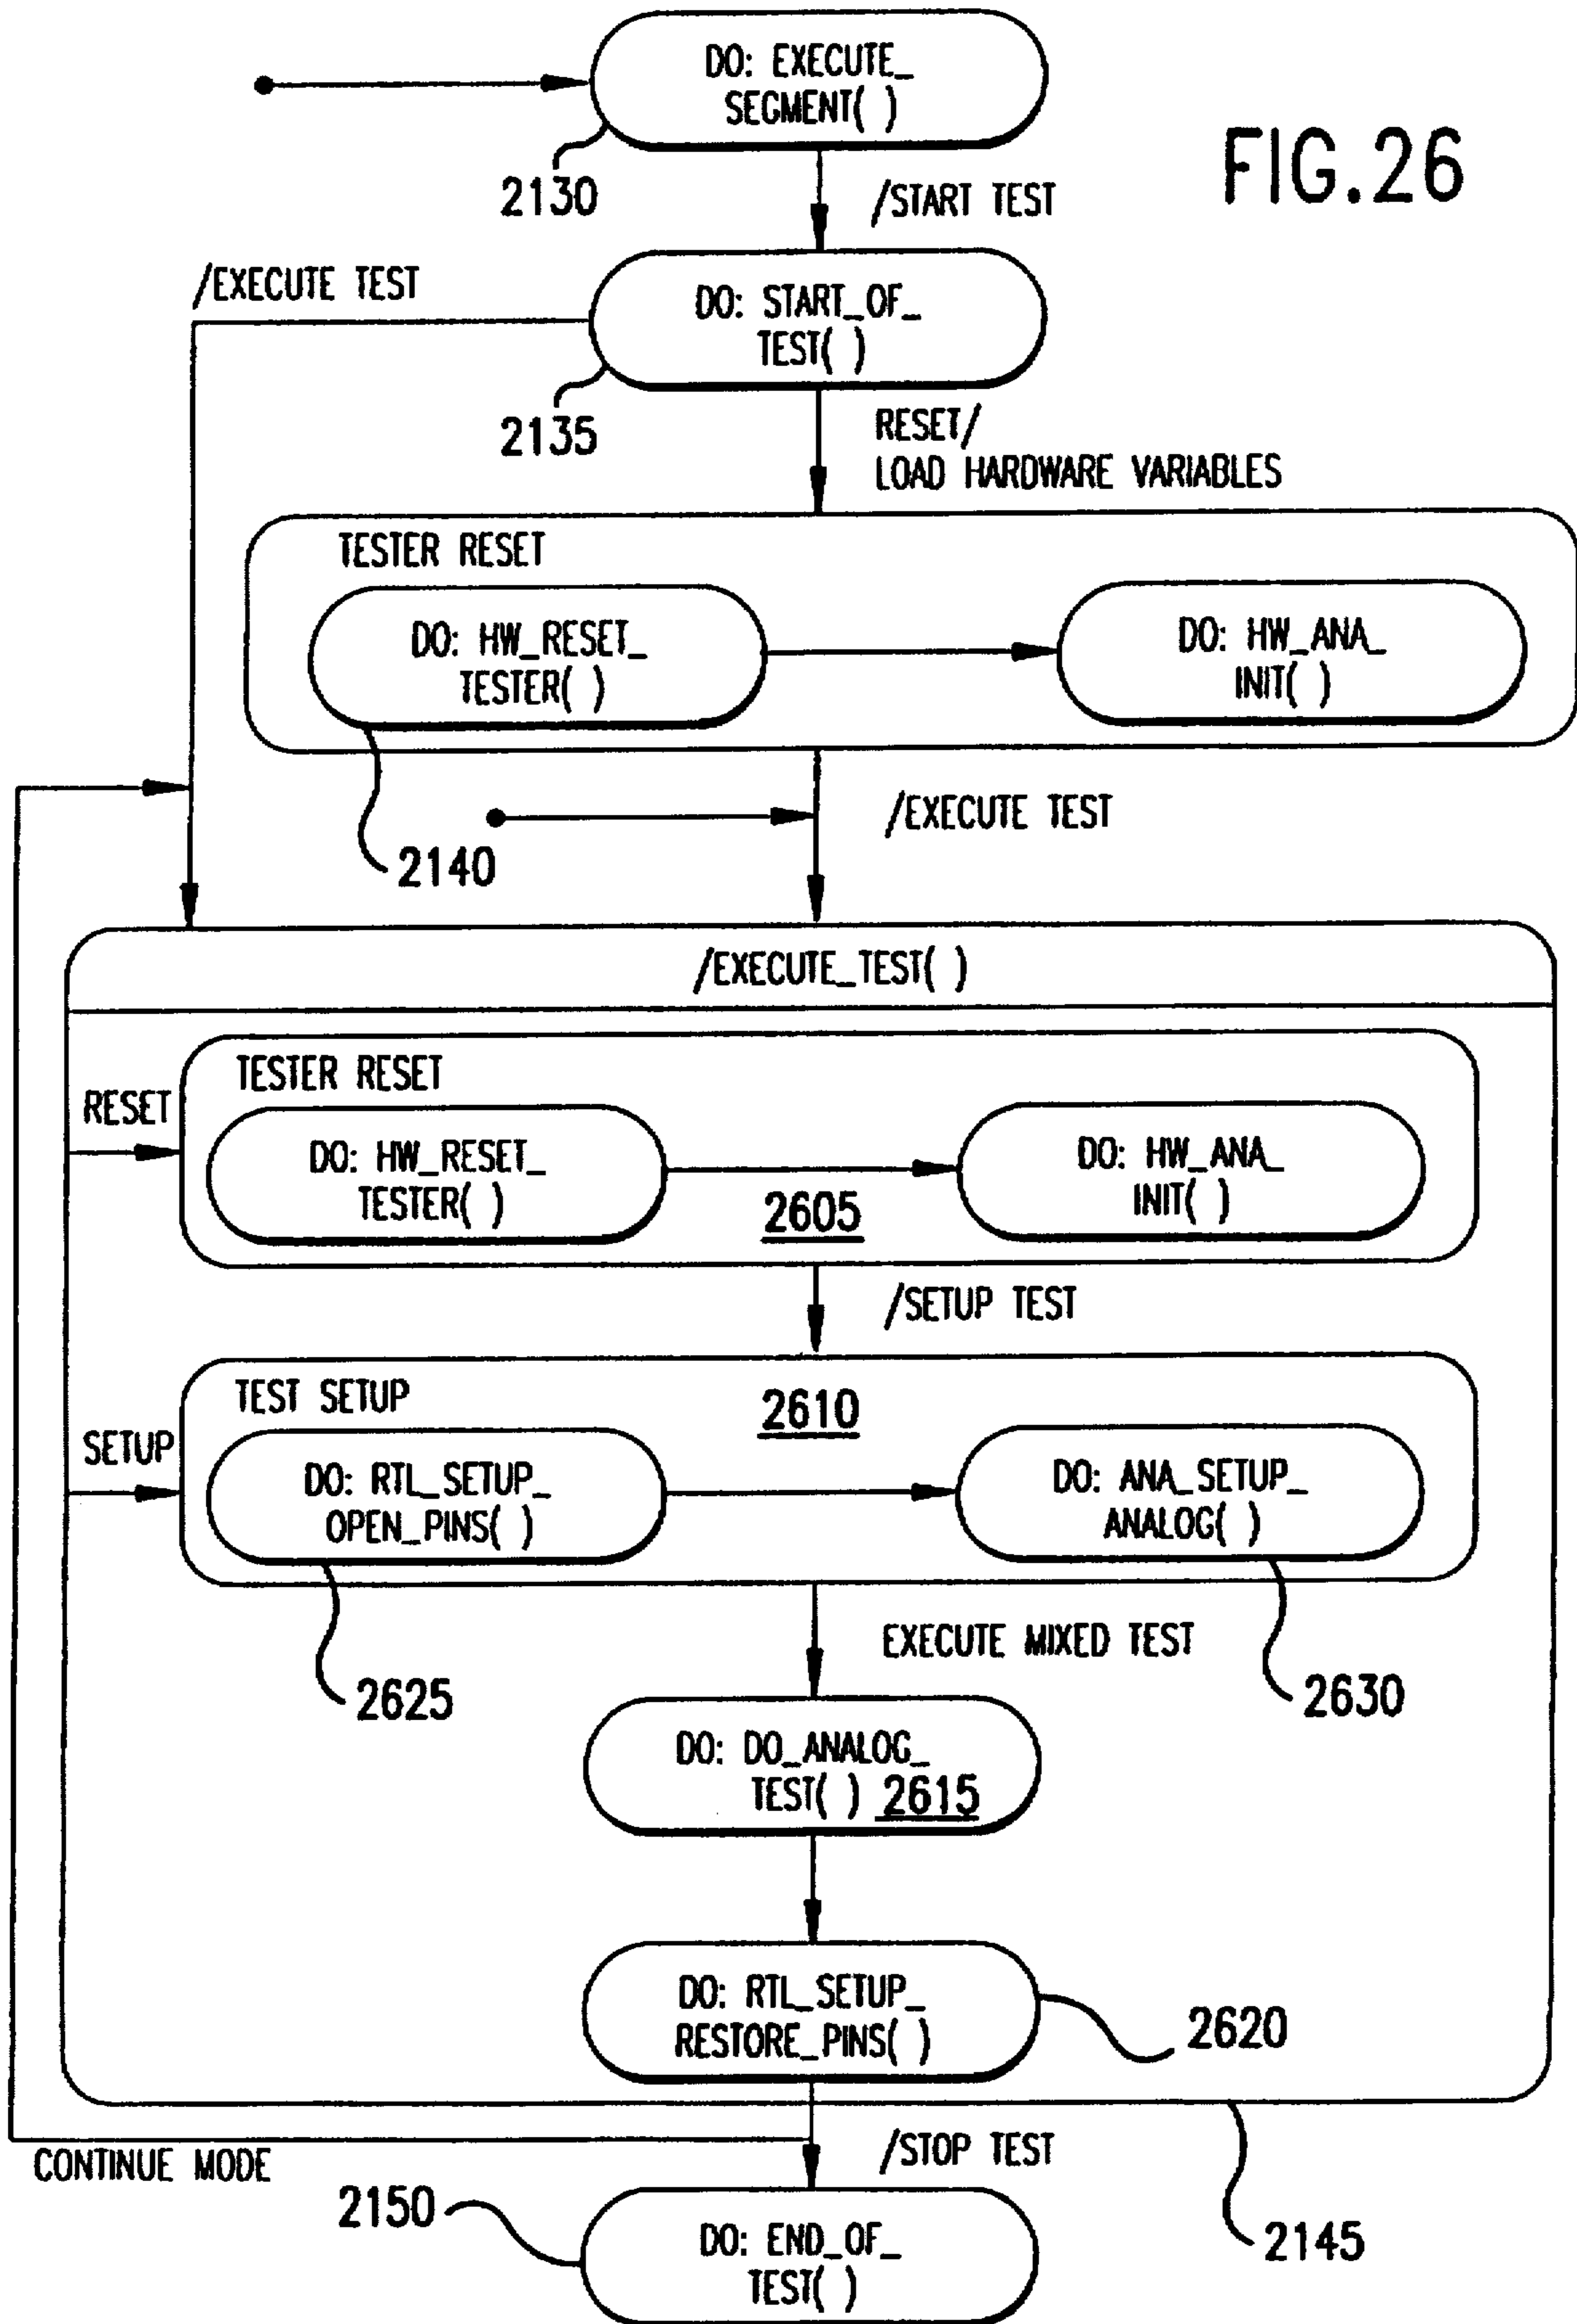 DO: EXECUTE_
SEGMENT( )
FIG.26
2130
/START TEST
/EXECUTE TEST
DO: START_OF_
TEST( )
2135
RESET/
LOAD HARDWARE VARIABLES
TESTER RESET
DO: HW_RESET_
TESTER( )
DO: HW_ANA_
INIT( )
/EXECUTE TEST
2140
/EXECUTE_TEST( )
TESTER RESET
RESET
DO: HW_RESET_
TESTER( )
DO: HW_ANA_
INIT( )
2605
/SETUP TEST
TEST SETUP
2610
SETUP
DO: RTL_SETUP_
OPEN_PINS( )
DO: ANA_SETUP_
ANALOG( )
EXECUTE MIXED TEST
2625
2630
DO: DO_ANALOG_
TEST( ) 2615
DO: RTL_SETUP_
RESTORE_PINS( )
2620
CONTINUE MODE
/STOP TEST
2150
2145
DO: END_OF_
TEST( )